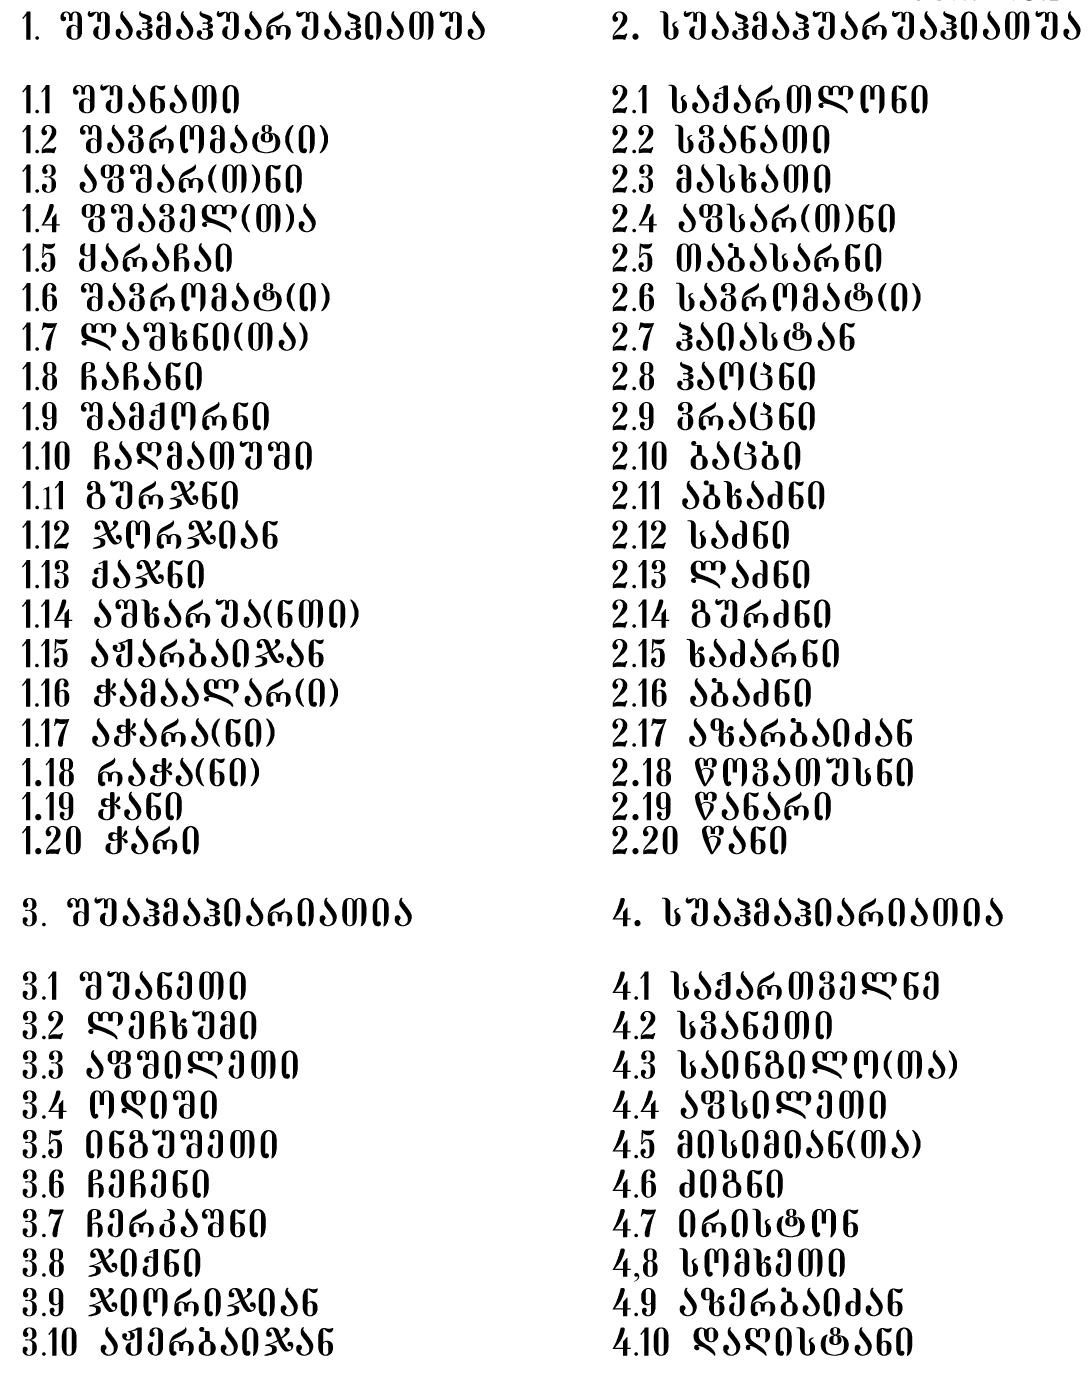 1. შუაჰმაჰუარუაჰიათუა
1.1 შუანათი
1.2 შავრომატ(ი)
1.3 აფშარ(თ)ნი
1.4 ფშაველ(თ)ა
1.5 ყარაჩაი
1.6 შავრომატ(ი)
1.7 ლაშხნი(თა)
1.8 ჩაჩანი
1.9 შამქორნი
1.10 ჩაღმათუში
1.11 გურჯნი
1.12 ჯორჯიან
1.13 ქაჯნი
1.14 აშხარუა(ნთი)
1.15 აჟარბაიჯან
1.16 ჭამაალარ(ი)
1.17 აჭარა(ნი)
1.18 რაჭა(ნი)
1.19 ჭანი
1.20 ჭარი
2. სუაჰმაჰუარუაჰიათუა
2.1 საქართლონი
2.2 სვანათი
2.3 მასხათი
2.4 აფსარ(თ)ნი
2.5 თაბასარნი
2.6 სავრომატ(ი)
2.7 ჰაიასტან
2.8 ჰაოცნი
2.9 ვრაცნი
2.10 ბაცბი
2.11 აბხაძნი
2.12 საძნი
2.13 ლაძნი
2.14 გურძნი
2.15 ხაძარნი
2.16 აბაძნი
2.17 აზარბაიძან
2.18 წოვათუსნი
2.19 წანარი
2.20 წანი
3. შუაჰმაჰიარიათია
3.1 შუანეთი
3.2 ლეჩხუმი
3.3 აფშილეთი
3.4 ოდიში
3.5 ინგუშეთი
3.6 ჩეჩენი
3.7 ჩერკაშნი
3.8 ჯიქნი
3.9 ჯიორიჯიან
3.10 აჟერბაიჯან
4. სუაჰმაჰიარიათია
4.1 საქართველნე
4.2 სვანეთი
4.3 საინგილო(თა)
4.4 აფსილეთი
4.5 მისიმიან(თა)
4.6 ძიგნი
4.7 ირისტონ
4,8 სომხეთი
4.9 აზერბაიძან
4.10 დაღისტანი